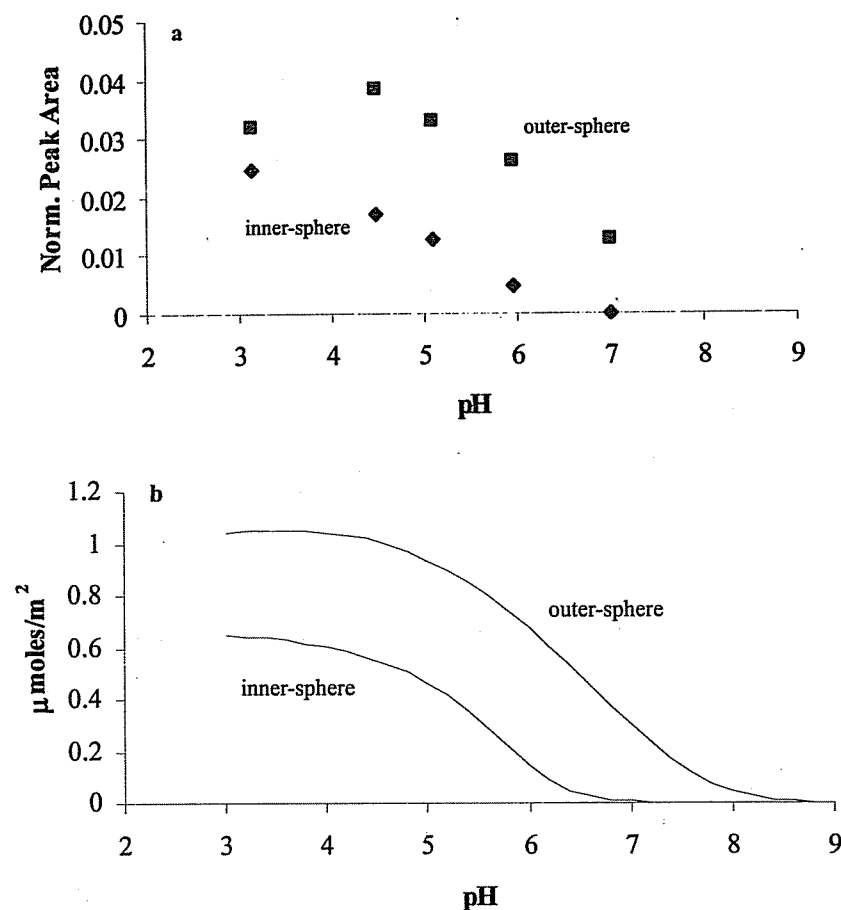 a
0.05
0.04
0.03
0.02
0.01
0
Norm. Peak Area
outer-sphere
inner-sphere
2 3 4 5 6 7 8 9
pH
b
1.2
1
0.8
0.6
0.4
0.2
0
μmoles/m²
outer-sphere
inner-sphere
2 3 4 5 6 7 8 9
pH